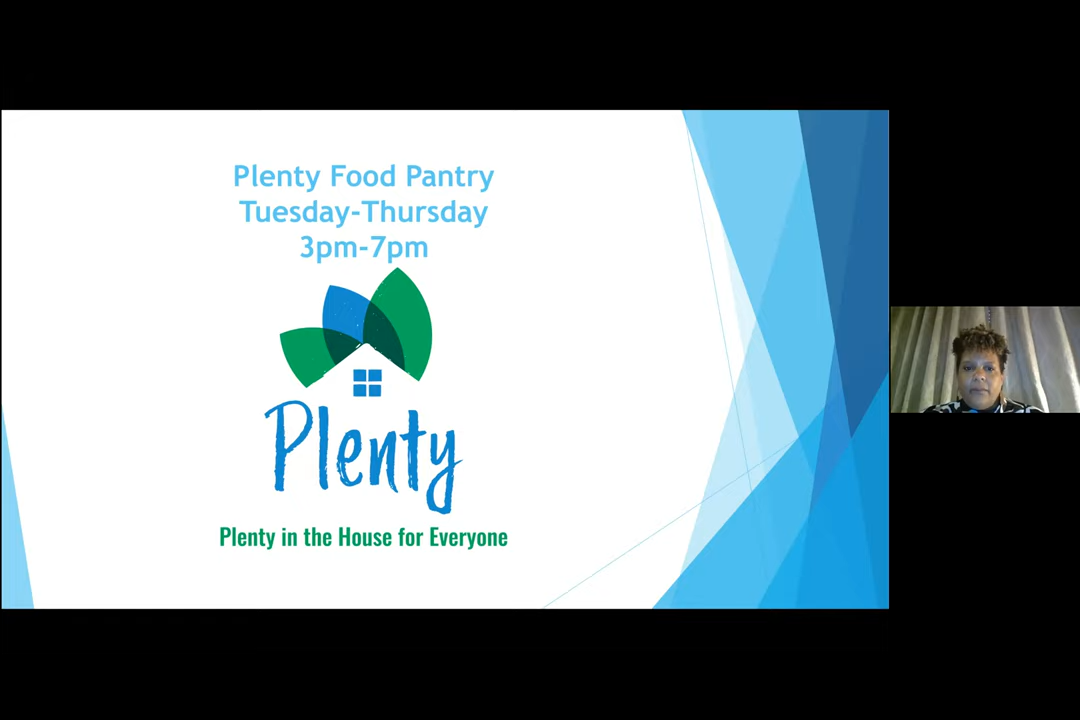 Plenty Food Pantry
Tuesday-Thursday
3pm-7pm
Plenty
Plenty in the House for Everyone